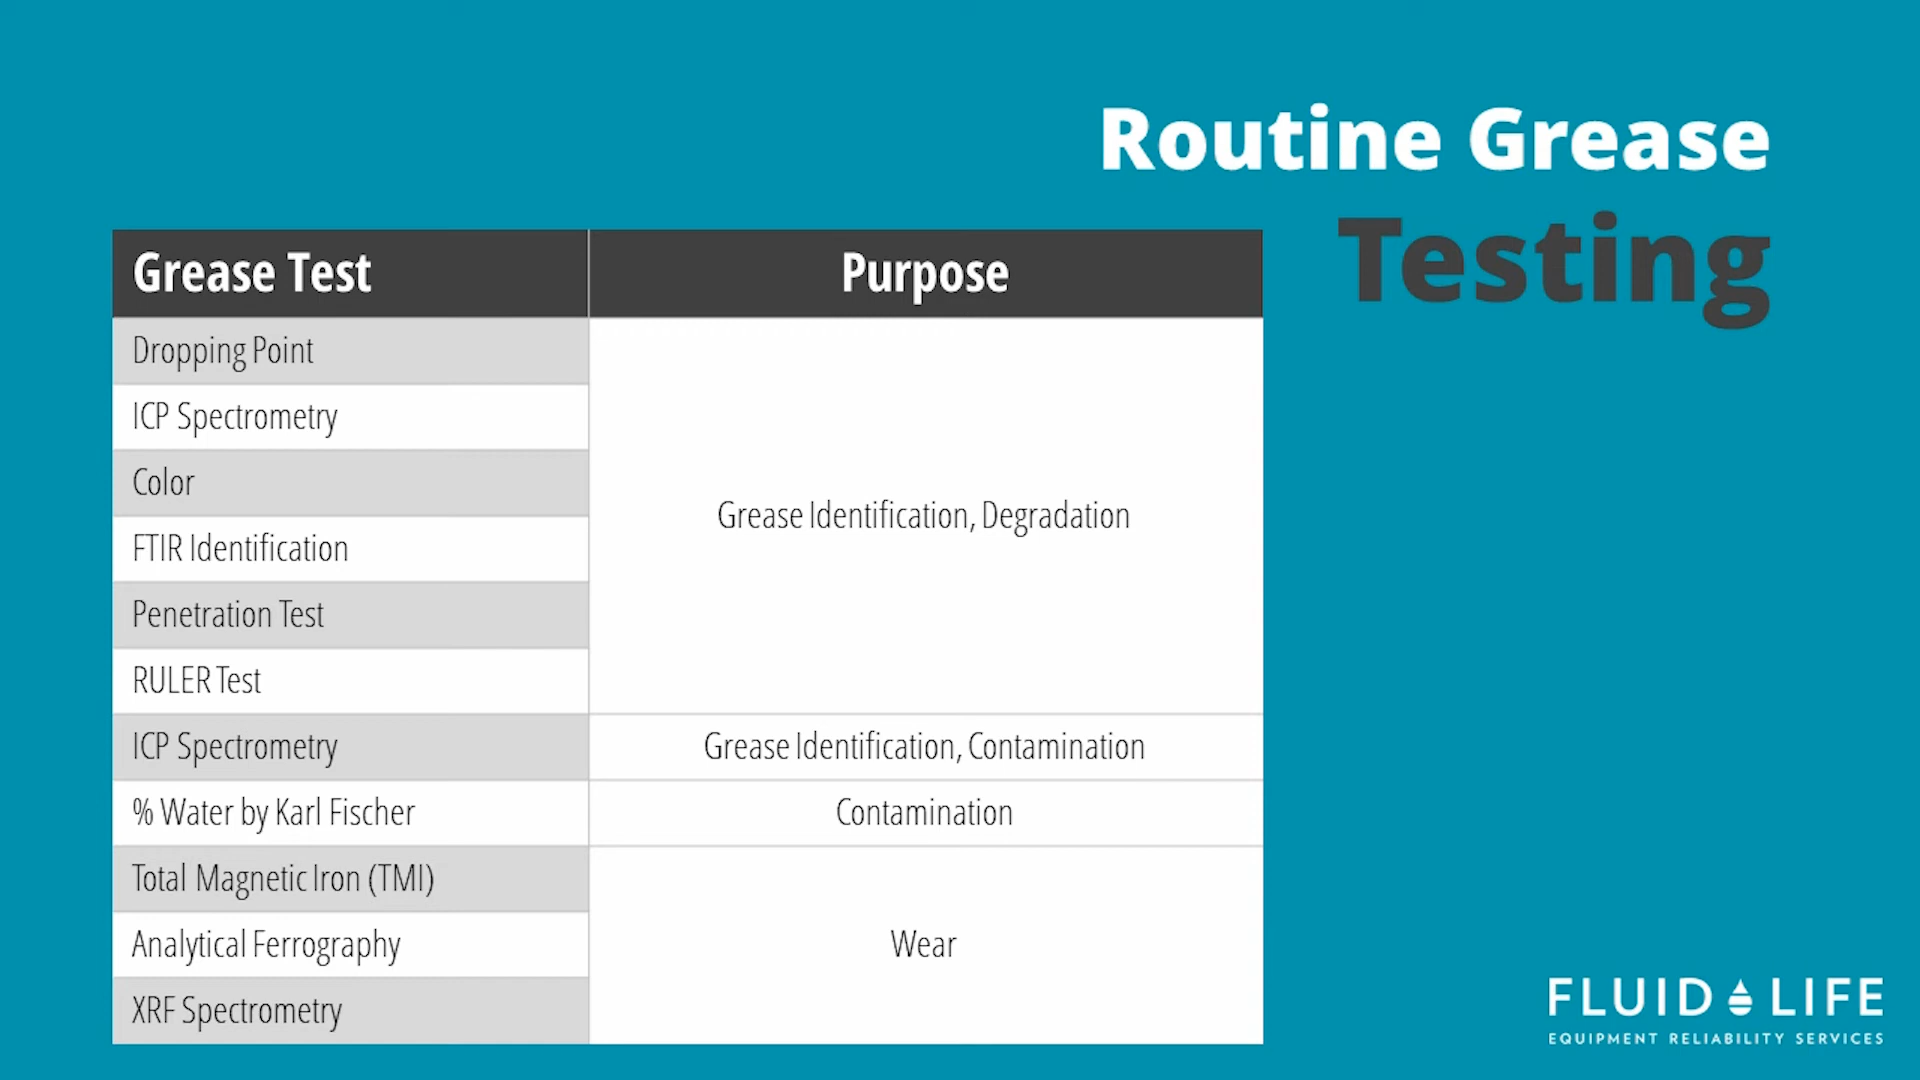 Routine Grease
Testing
Grease Test
Purpose
Dropping Point
ICP Spectrometry
Color
FTIR Identification
Penetration Test
RULER Test
Grease Identification, Degradation
ICP Spectrometry
Grease Identification, Contamination
% Water by Karl Fischer
Contamination
Total Magnetic Iron (TMI)
Analytical Ferrography
XRF Spectrometry
Wear
FLUID LIFE
EQUIPMENT RELIABILITY SERVICES